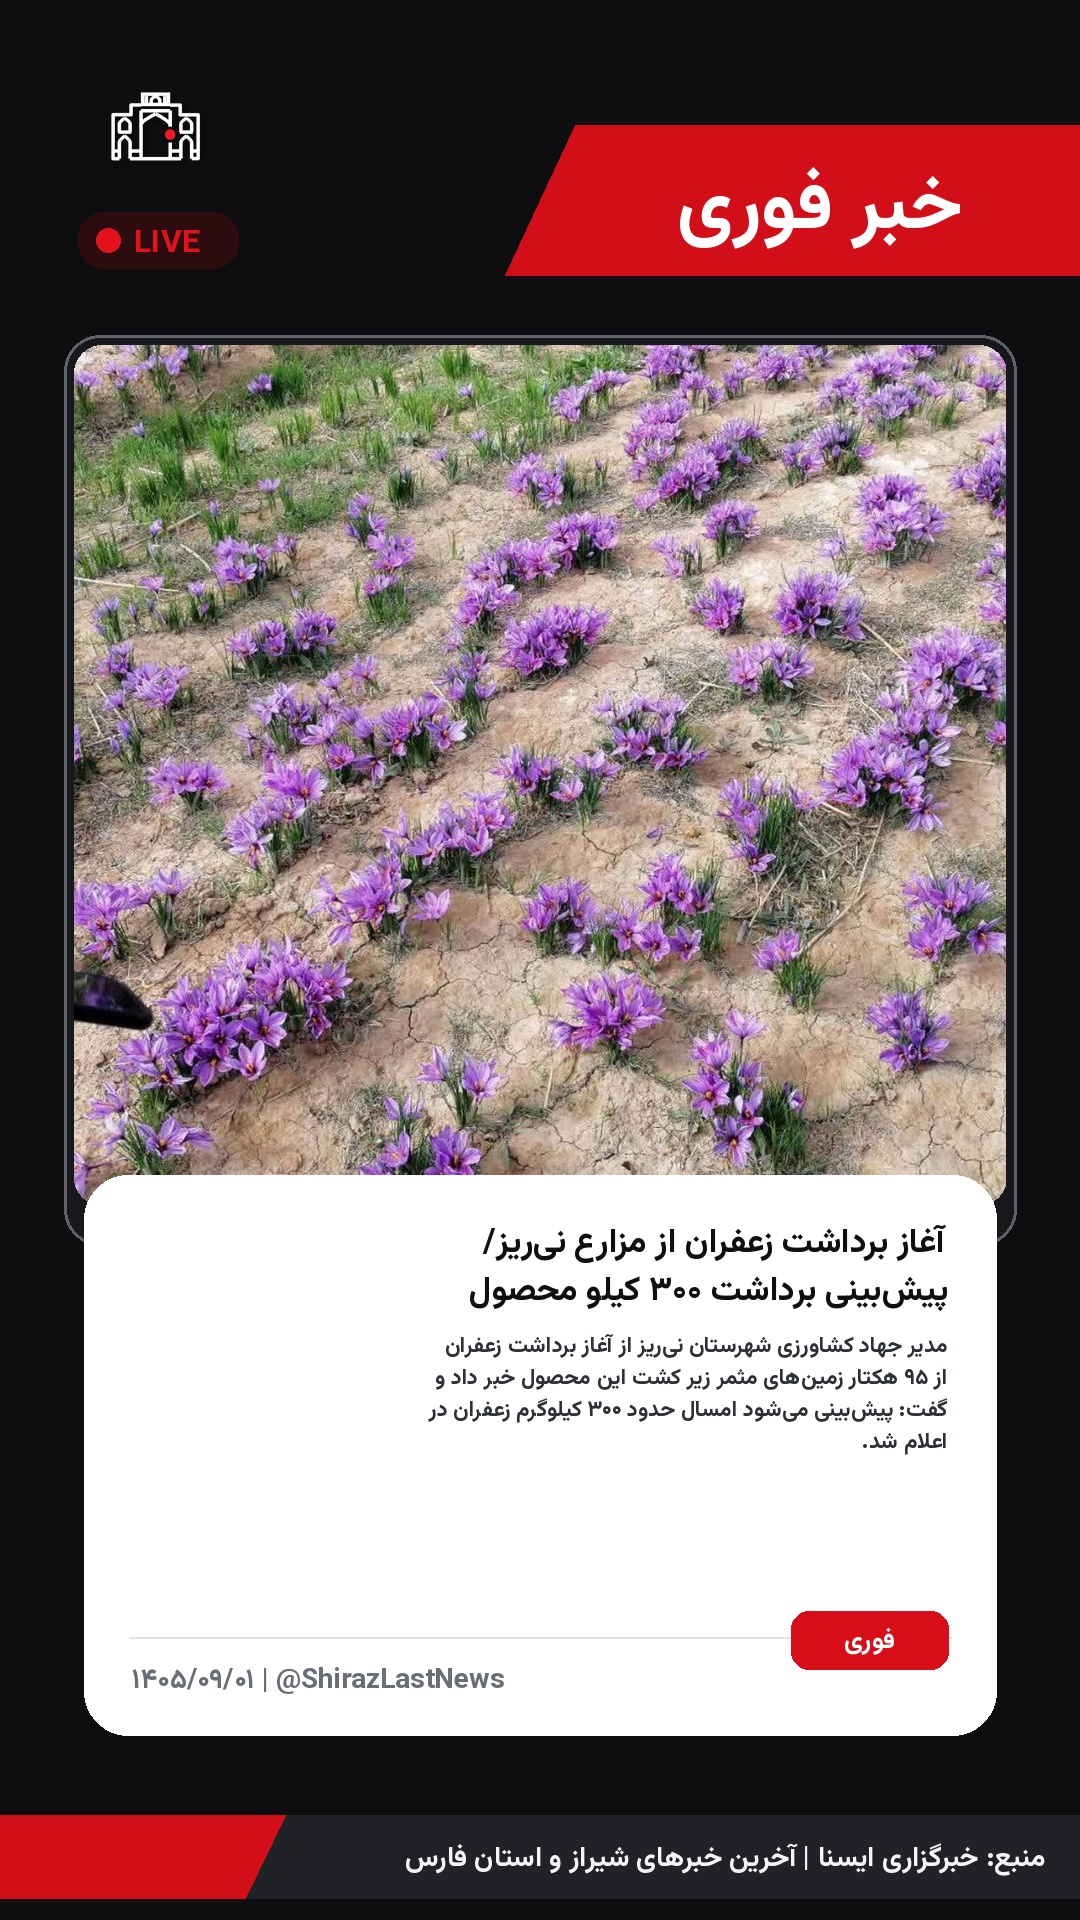 خبر فوری
LIVE
آغاز برداشت زعفران از مزارع نی‌ریز/
پیش‌بینی برداشت ۳۰۰ کیلو محصول
مدیر جهاد کشاورزی شهرستان نی‌ریز از آغاز برداشت زعفران
از ۹۵ هکتار زمین‌های مثمر زیر کشت این محصول خبر داد و
گفت: پیش‌بینی می‌شود امسال حدود ۳۰۰ کیلوگرم زعفران در
اعلام شد.
فوری
۱۴۰۵/۰۹/۰۱ | @ShirazLastNews
منبع: خبرگزاری ایسنا | آخرین خبرهای شیراز و استان فارس